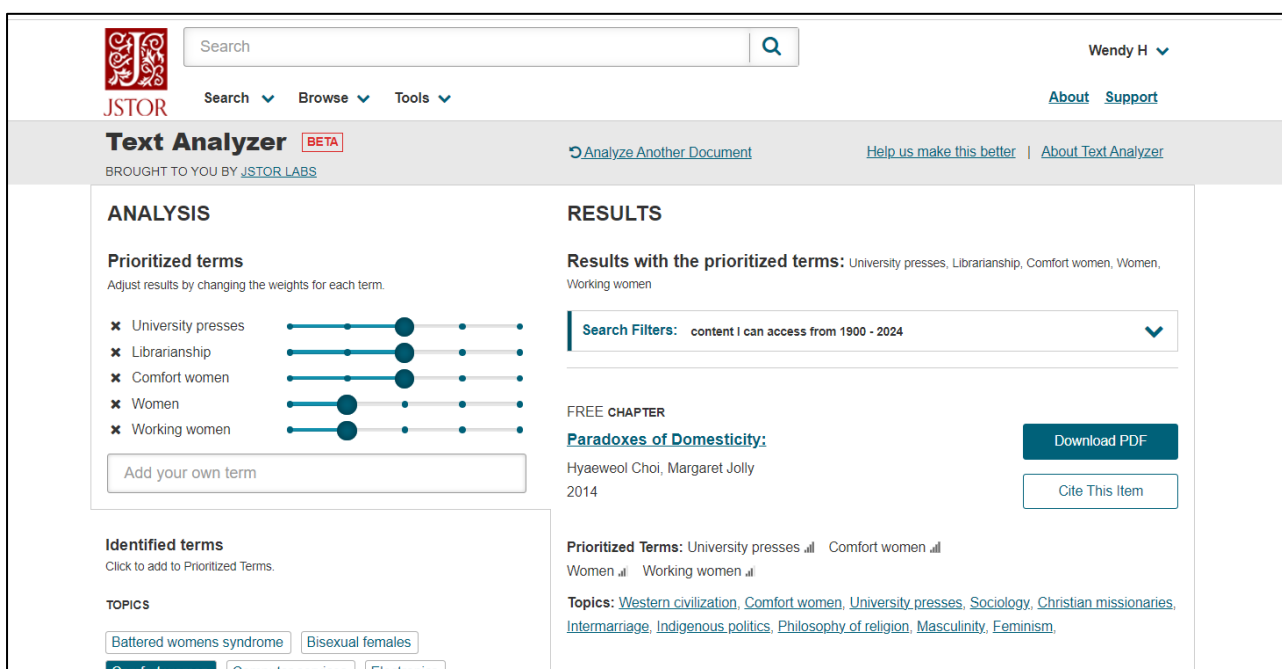 Search
Wendy H
JSTOR
Search Browse Tools
About Support
Text Analyzer BETA
BROUGHT TO YOU BY JSTOR LABS
Analyze Another Document
Help us make this better | About Text Analyzer
ANALYSIS
Prioritized terms
Adjust results by changing the weights for each term.
University presses
Librarianship
Comfort women
Women
Working women
Add your own term
Identified terms
Click to add to Prioritized Terms.
TOPICS
Battered womens syndrome Bisexual females
RESULTS
Results with the prioritized terms: University presses, Librarianship, Comfort women, Women,
Working women
Search Filters: content I can access from 1900 - 2024
FREE CHAPTER
Paradoxes of Domesticity:
Hyaeweol Choi, Margaret Jolly
2014
Download PDF
Cite This Item
Prioritized Terms: University presses Comfort women
Women Working women
Topics: Western civilization, Comfort women, University presses, Sociology, Christian missionaries,
Intermarriage, Indigenous politics, Philosophy of religion, Masculinity, Feminism,